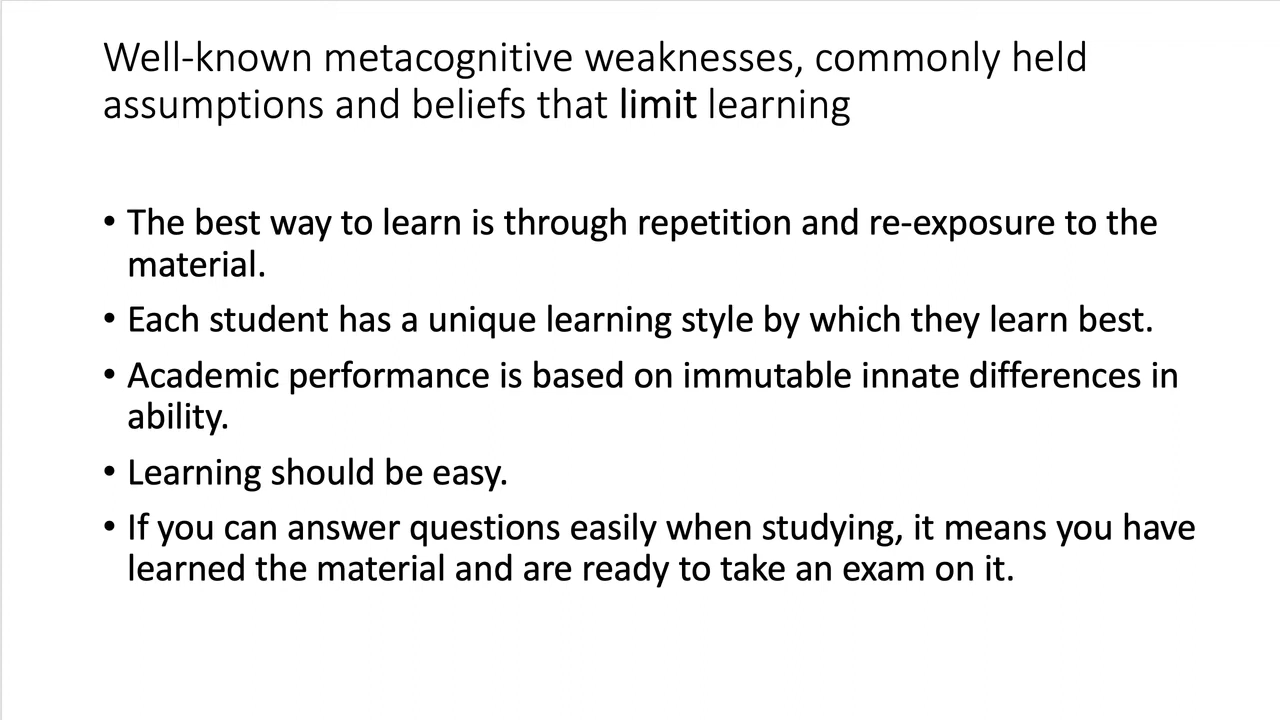 Well-known metacognitive weaknesses, commonly held
assumptions and beliefs that limit learning
• The best way to learn is through repetition and re-exposure to the
material.
• Each student has a unique learning style by which they learn best.
• Academic performance is based on immutable innate differences in
ability.
• Learning should be easy.
• If you can answer questions easily when studying, it means you have
learned the material and are ready to take an exam on it.